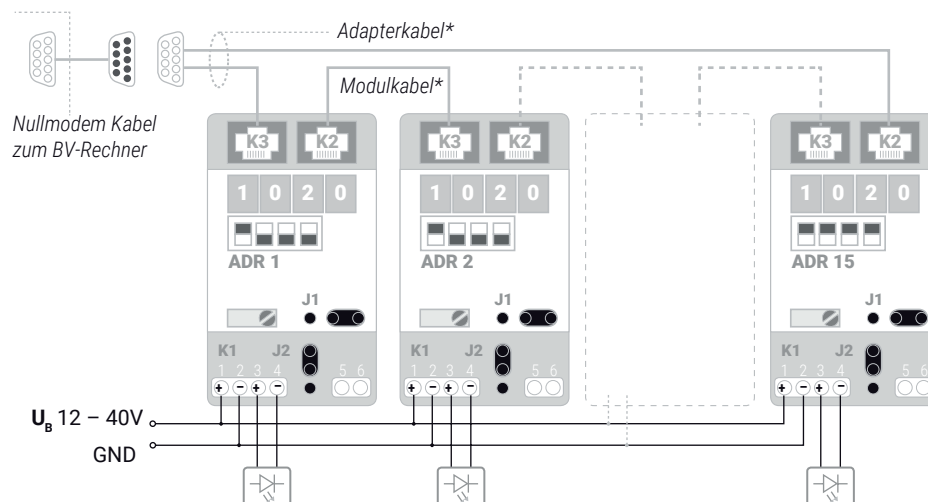 Adapterkabel*
Modulkabel*
Nullmodem Kabel
zum BV-Rechner
K3 K2 K3 K2 K3 K2
1 0 2 0 1 0 2 0 1 0 2 0
ADR 1 ADR 2 ADR 15
J1 J1 J1
K1 J2 K1 J2 K1 J2
1 2 3 4 5 6 1 2 3 4 5 6 1 2 3 4 5 6
+ − + − + − + − + − + −
UB 12 – 40V
GND